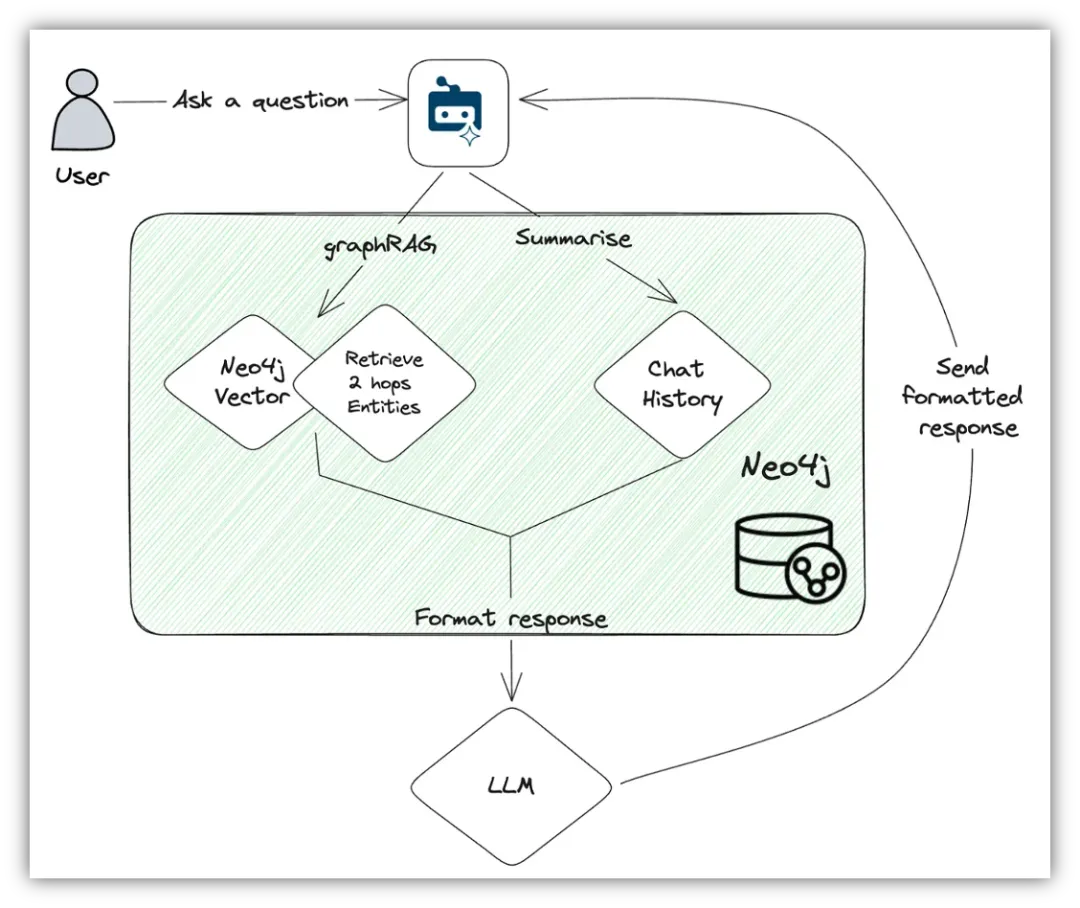 Ask a question
User
graphRAG
Summarise
Neo4j
Vector
Retrieve
2 hops
Entities
Chat
History
Send
formatted
response
Neo4j
Format response
LLM